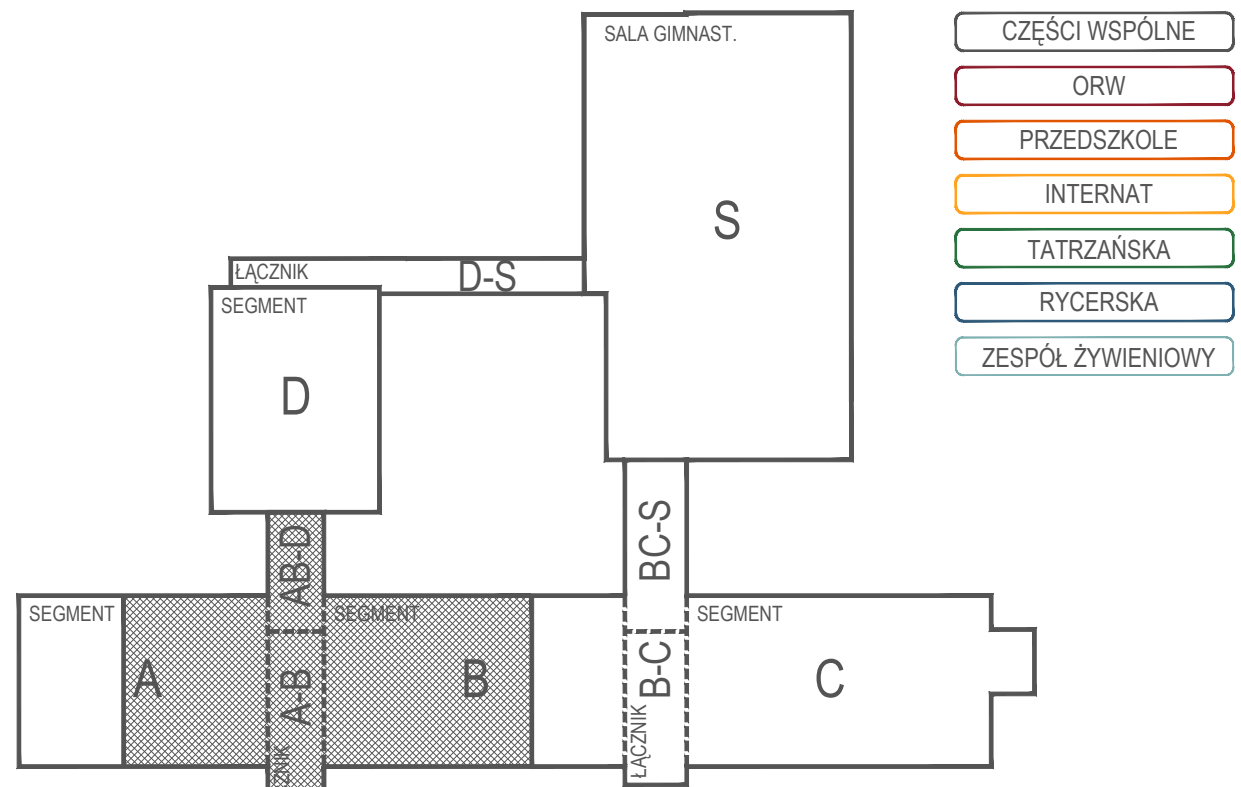 SALA GIMNAST.
S
CZĘŚCI WSPÓLNE
ORW
PRZEDSZKOLE
INTERNAT
TATRZAŃSKA
RYCERSKA
ZESPÓŁ ŻYWIENIOWY
ŁĄCZNIK
D-S
SEGMENT
D
AB-D
BC-S
SEGMENT
A
A-B
SEGMENT
B
B-C
ŁĄCZNIK
SEGMENT
C